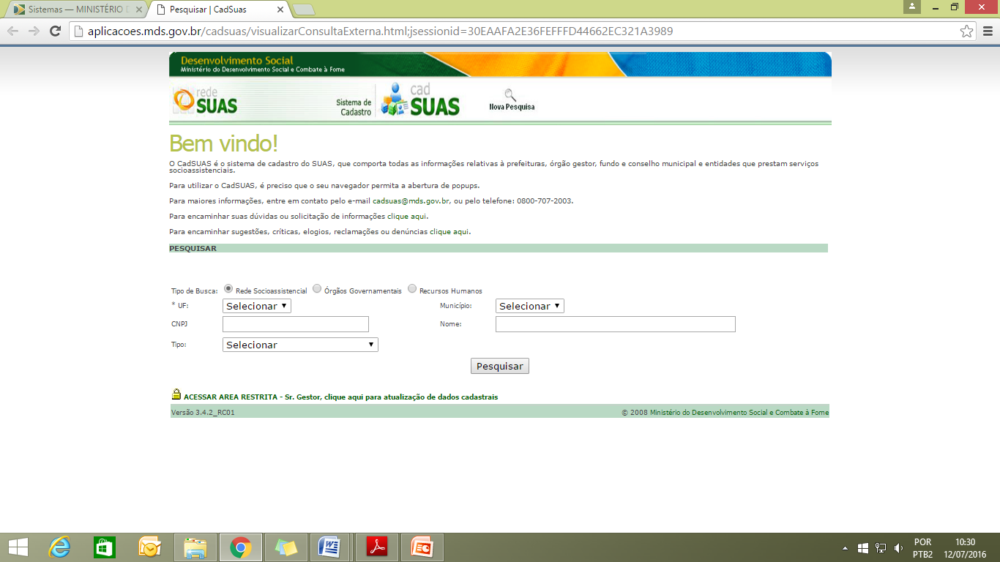 Sistemas — MINISTÉRIO D
Pesquisar | CadSuas
aplicacoes.mds.gov.br/cadsuas/visualizarConsultaExterna.html;jsessionid=30EAAFA2E36FEFFFD44662EC321A3989
Desenvolvimento Social
Ministério do Desenvolvimento Social e Combate à Fome
rede SUAS
Sistema de Cadastro
cad SUAS
Nova Pesquisa
Bem vindo!
O CadSUAS é o sistema de cadastro do SUAS, que comporta todas as informações relativas à prefeituras, órgão gestor, fundo e conselho municipal e entidades que prestam serviços
socioassistenciais.
Para utilizar o CadSUAS, é preciso que o seu navegador permita a abertura de popups.
Para maiores informações, entre em contato pelo e-mail cadsuas@mds.gov.br, ou pelo telefone: 0800-707-2003.
Para encaminhar suas dúvidas ou solicitação de informações clique aqui.
Para encaminhar sugestões, críticas, elogios, reclamações ou denúncias clique aqui.
PESQUISAR
Tipo de Busca: Rede Socioassistencial Órgãos Governamentais Recursos Humanos
* UF: Selecionar Município: Selecionar
CNPJ Nome:
Tipo: Selecionar
Pesquisar
ACESSAR AREA RESTRITA - Sr. Gestor, clique aqui para atualização de dados cadastrais
Versão 3.4.2_RC01 © 2008 Ministério do Desenvolvimento Social e Combate à Fome
POR 10:30
PTB2 12/07/2016